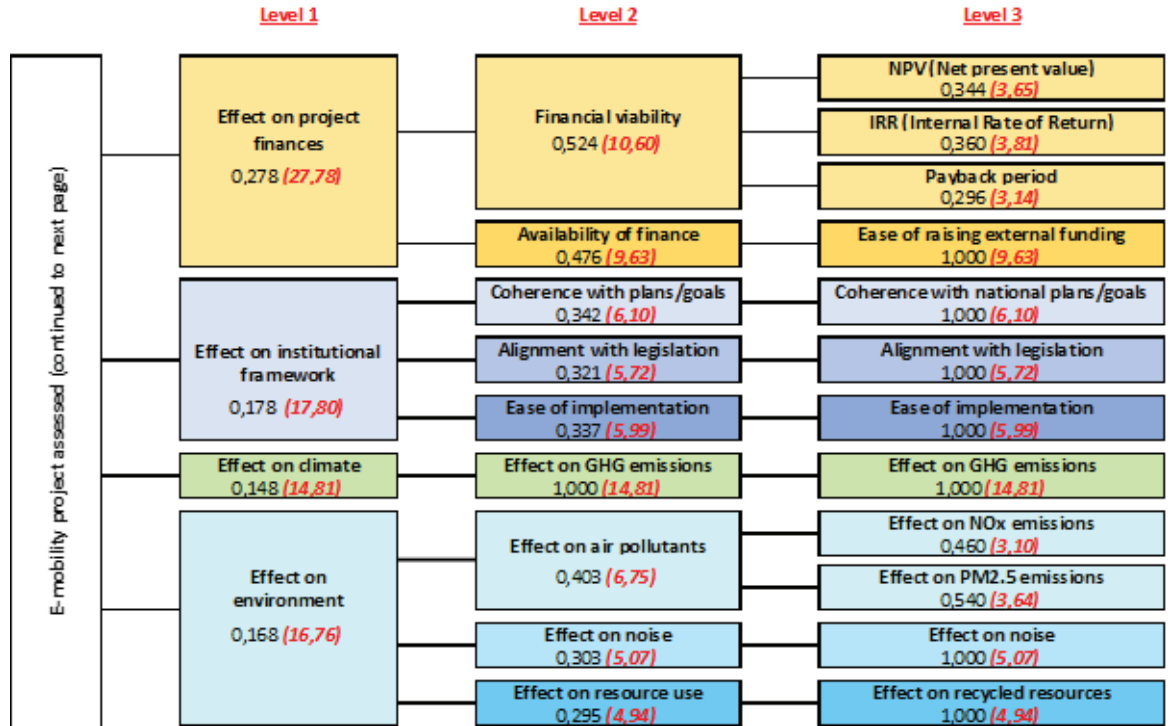 Level 1
Level 2
Level 3
E-mobility project assessed (continued to next page)
Effect on project
finances
0,278 (27,78)
Financial viability
0,524 (10,60)
NPV (Net present value)
0,344 (3,65)
IRR (Internal Rate of Return)
0,360 (3,81)
Payback period
0,296 (3,14)
Availability of finance
0,476 (9,63)
Ease of raising external funding
1,000 (9,63)
Effect on institutional
framework
0,178 (17,80)
Coherence with plans/goals
0,342 (6,10)
Coherence with national plans/goals
1,000 (6,10)
Alignment with legislation
0,321 (5,72)
Alignment with legislation
1,000 (5,72)
Ease of implementation
0,337 (5,99)
Ease of implementation
1,000 (5,99)
Effect on climate
0,148 (14,81)
Effect on GHG emissions
1,000 (14,81)
Effect on GHG emissions
1,000 (14,81)
Effect on
environment
0,168 (16,76)
Effect on air pollutants
0,403 (6,75)
Effect on NOx emissions
0,460 (3,10)
Effect on PM2.5 emissions
0,540 (3,64)
Effect on noise
0,303 (5,07)
Effect on noise
1,000 (5,07)
Effect on resource use
0,295 (4,94)
Effect on recycled resources
1,000 (4,94)